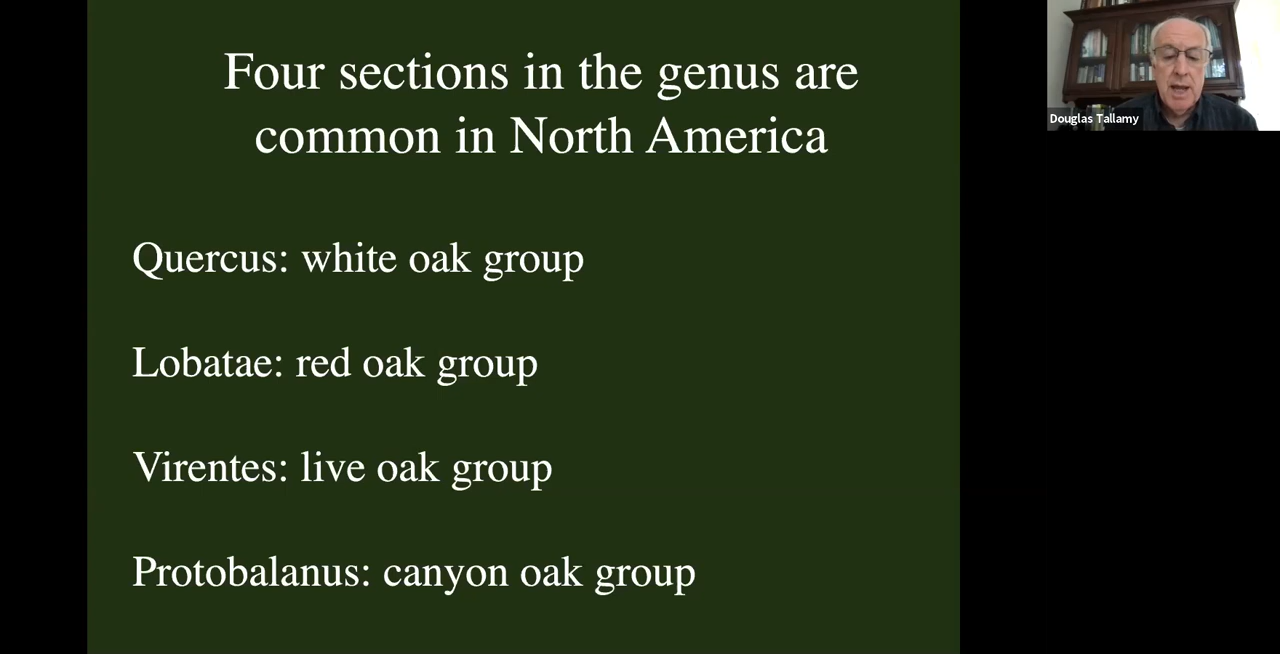 Four sections in the genus are
common in North America
Quercus: white oak group
Lobatae: red oak group
Virentes: live oak group
Protobalanus: canyon oak group
Douglas Tallamy